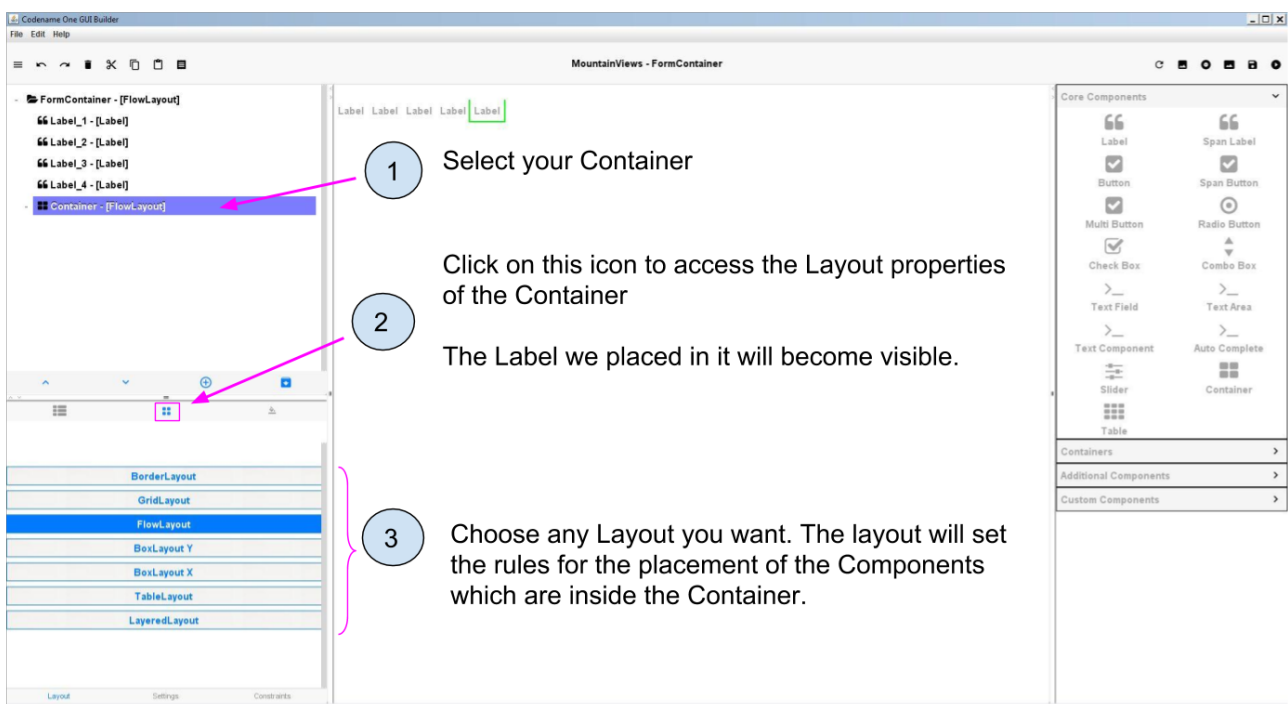 Codename One GUI Builder
File Edit Help
MountainViews - FormContainer
FormContainer - [FlowLayout]
Label_1 - [Label]
Label_2 - [Label]
Label_3 - [Label]
Label_4 - [Label]
Container - [FlowLayout]
Label Label Label Label Label
1
Select your Container
2
Click on this icon to access the Layout properties
of the Container
The Label we placed in it will become visible.
BorderLayout
GridLayout
FlowLayout
BoxLayout Y
BoxLayout X
TableLayout
LayeredLayout
3
Choose any Layout you want. The layout will set
the rules for the placement of the Components
which are inside the Container.
Layout Settings Constraints
Core Components
Label Span Label
Button Span Button
Multi Button Radio Button
Check Box Combo Box
Text Field Text Area
Text Component Auto Complete
Slider Container
Table
Containers
Additional Components
Custom Components